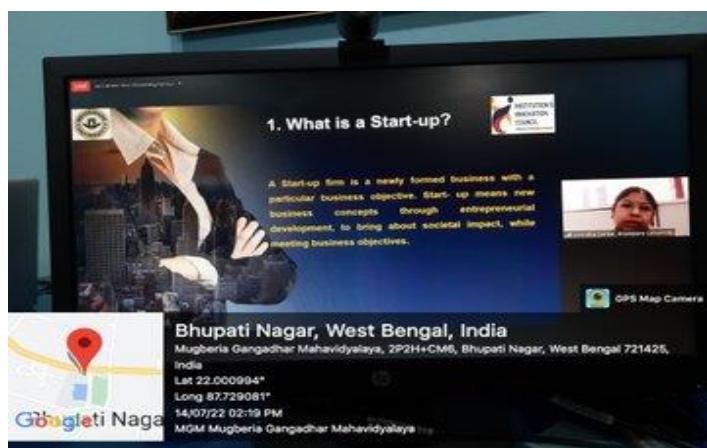 1. What is a Start-up?
INSTITUTION'S
INNOVATION
COUNCIL
A Start-up firm is a newly formed business with a
particular business objective. Start- up means new
business concepts through entrepreneurial
development, to bring about societal impact, while
meeting business objectives.
GPS Map Camera
Bhupati Nagar, West Bengal, India
Mugberia Gangadhar Mahavidyalaya, 2P2H+CM6, Bhupati Nagar, West Bengal 721425,
India
Lat 22.000994°
Long 87.729081°
14/07/22 02:19 PM
MGM Mugberia Gangadhar Mahavidyalaya
Google